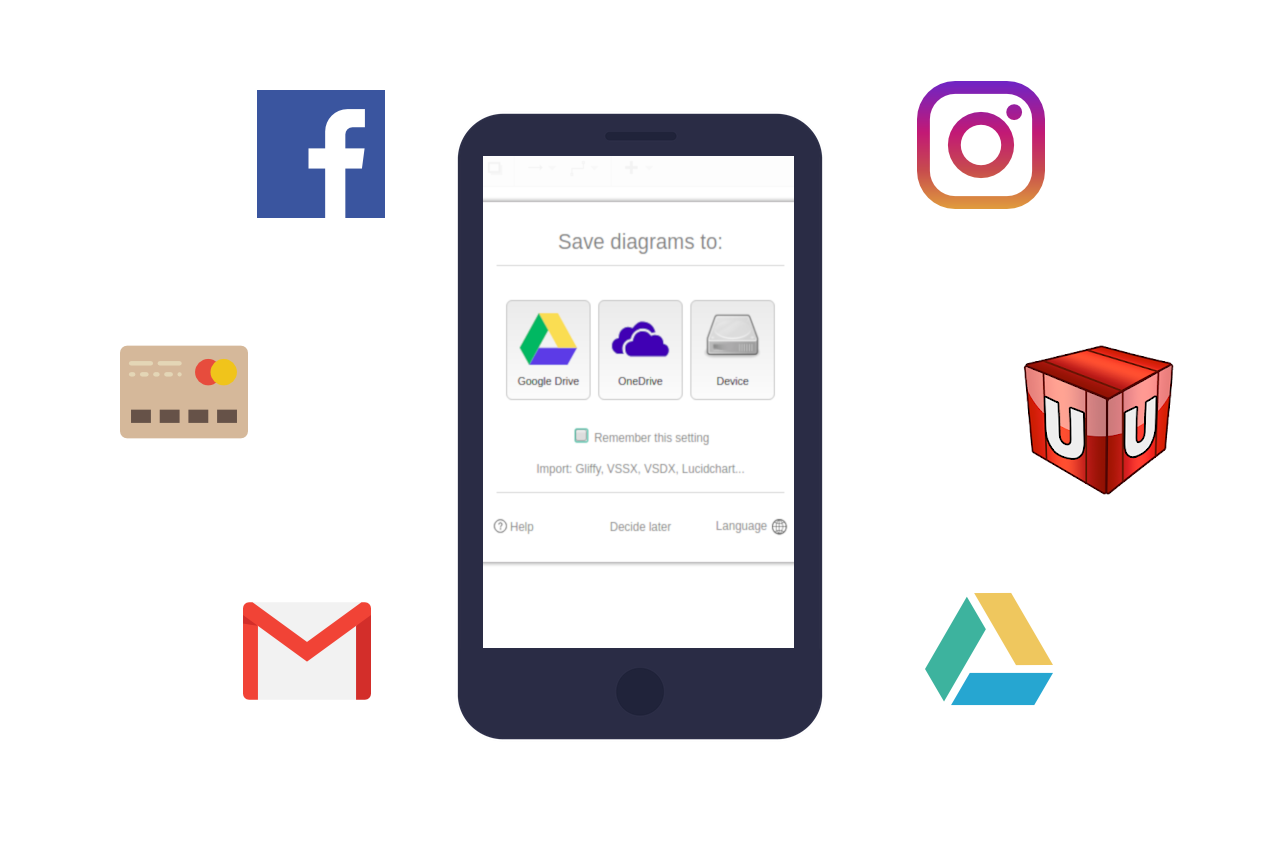 Save diagrams to:
Google Drive
OneDrive
Device
Remember this setting
Import: Gliffy, VSSX, VSDX, Lucidchart...
? Help
Decide later
Language
U U